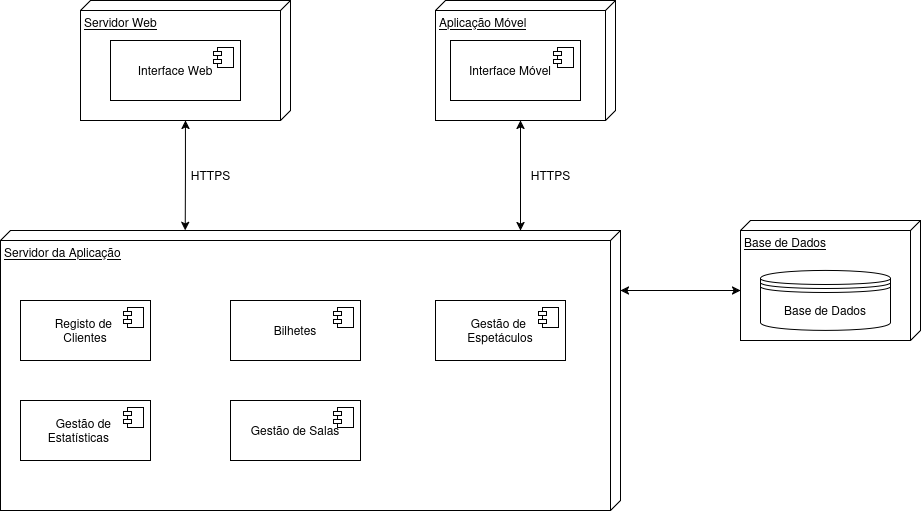 Servidor Web
Interface Web
Aplicação Móvel
Interface Móvel
HTTPS
HTTPS
Servidor da Aplicação
Registo de
Clientes
Bilhetes
Gestão de
Espetáculos
Gestão de
Estatísticas
Gestão de Salas
Base de Dados
Base de Dados